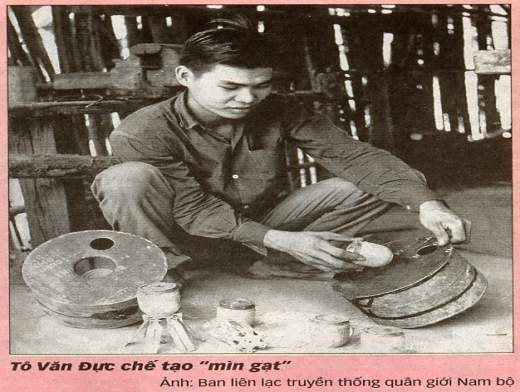 Tô Văn Đực chế tạo "mìn gạt"
Ảnh: Ban liên lạc truyền thống quân giới Nam bộ